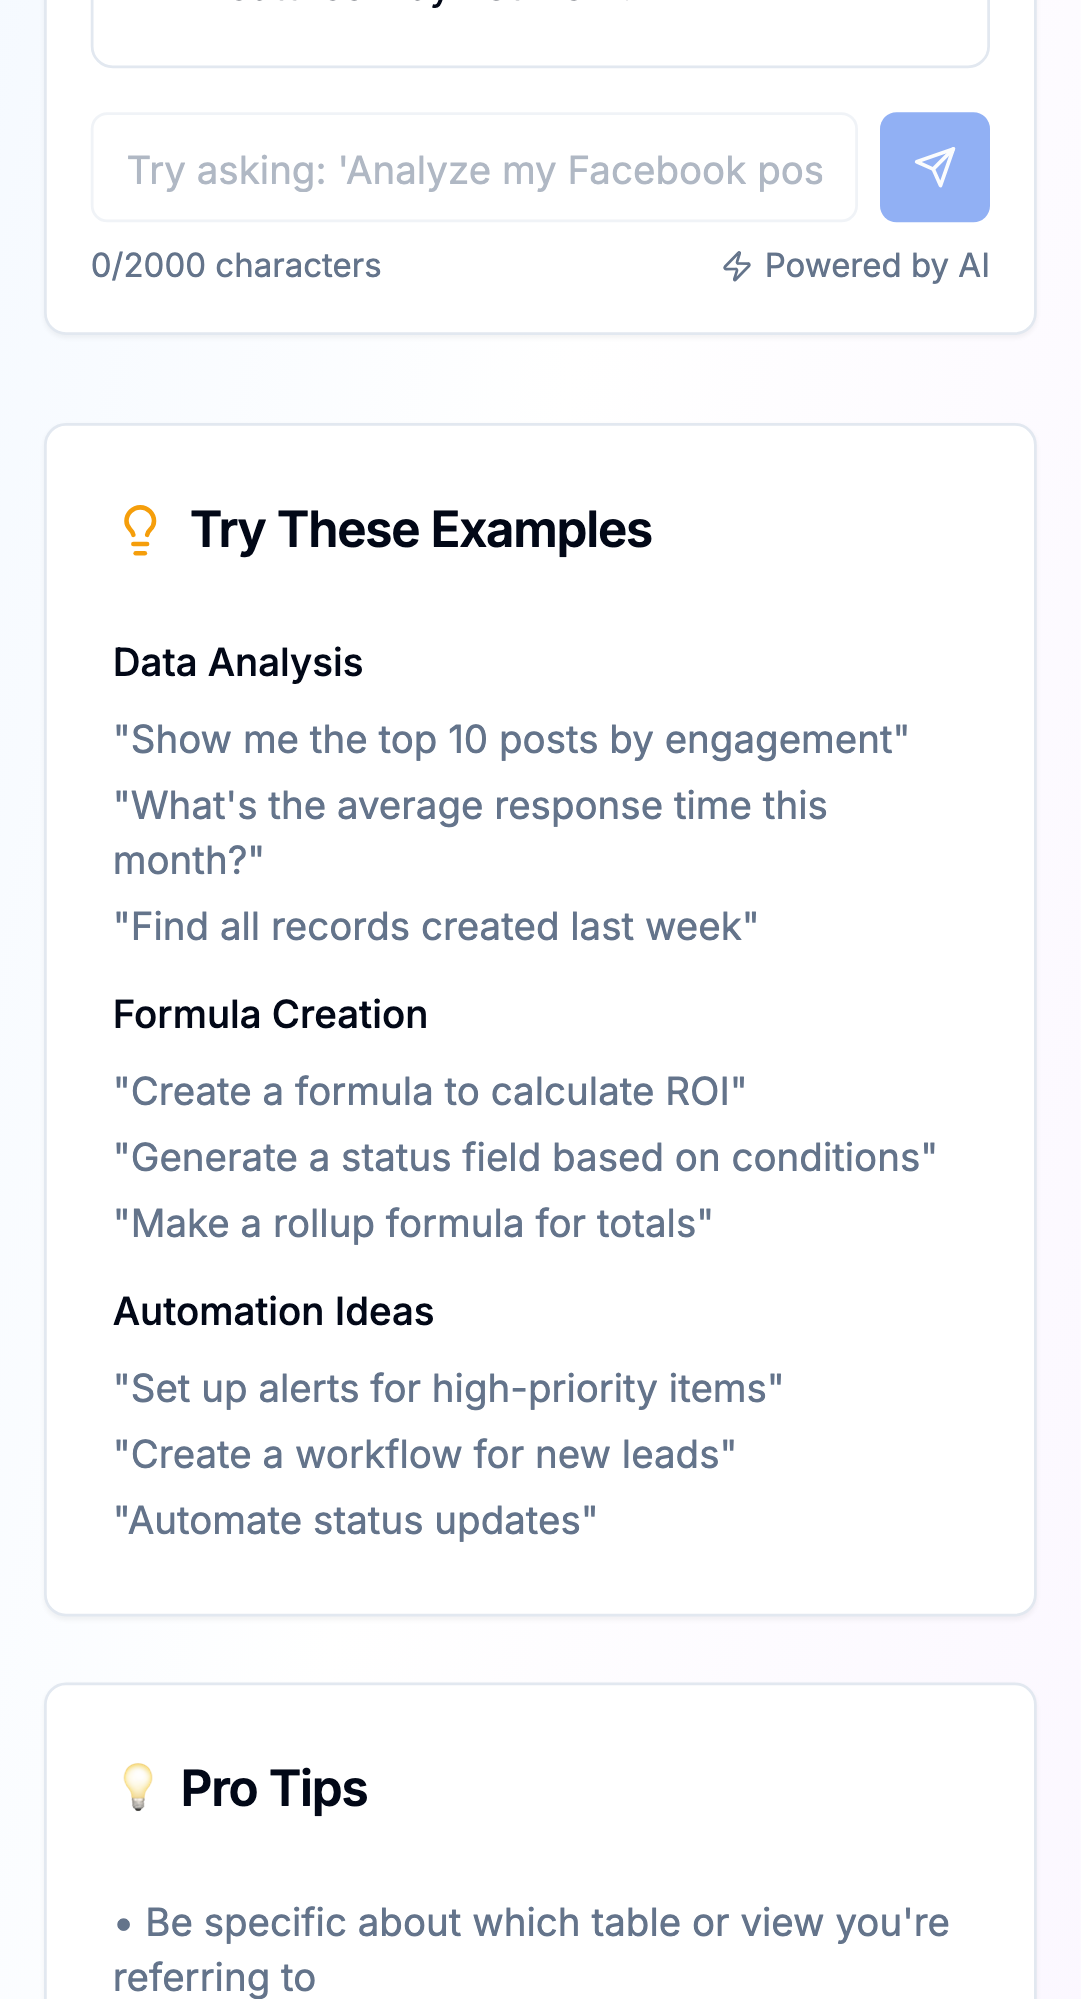 Try asking: 'Analyze my Facebook pos
0/2000 characters
Powered by AI
Try These Examples
Data Analysis
"Show me the top 10 posts by engagement"
"What's the average response time this
month?"
"Find all records created last week"
Formula Creation
"Create a formula to calculate ROI"
"Generate a status field based on conditions"
"Make a rollup formula for totals"
Automation Ideas
"Set up alerts for high-priority items"
"Create a workflow for new leads"
"Automate status updates"
Pro Tips
• Be specific about which table or view you're
referring to